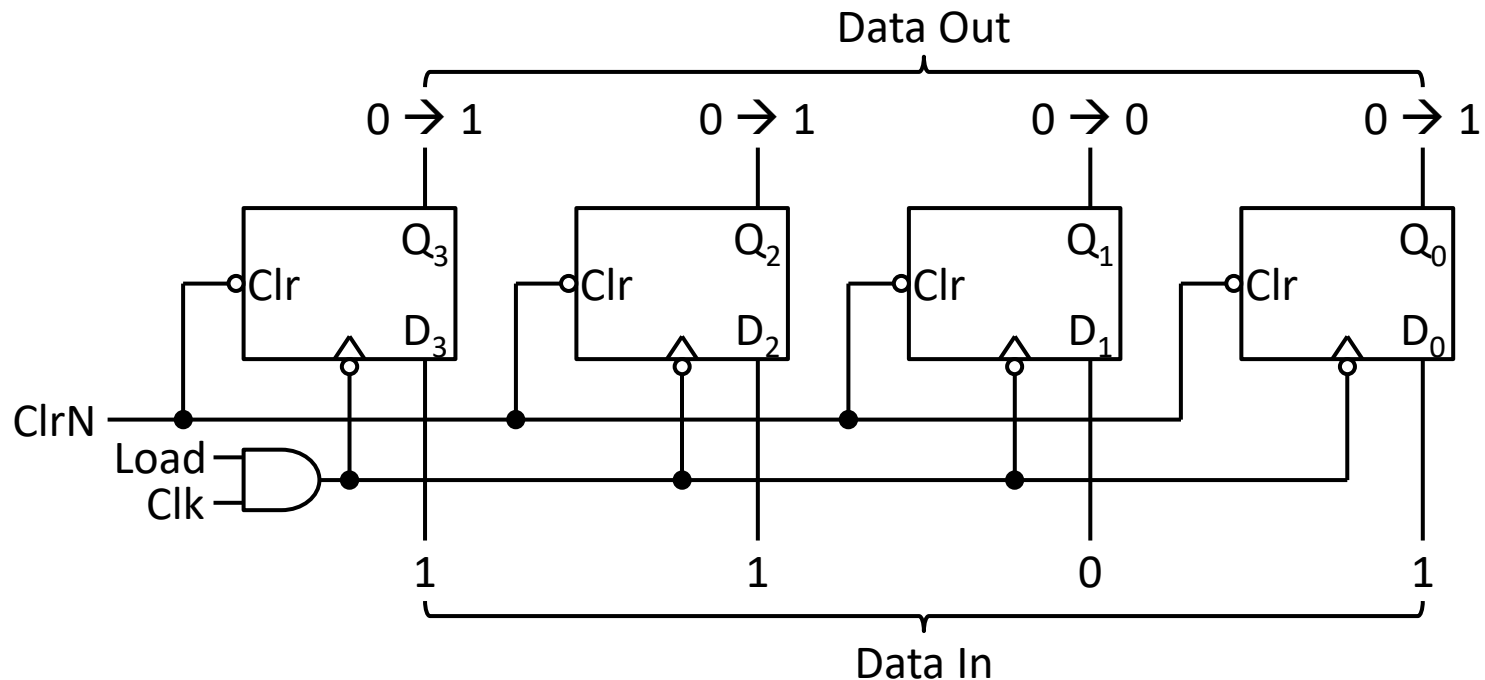 Data Out
0 → 1 0 → 1 0 → 0 0 → 1
Q3 Q2 Q1 Q0
Clr Clr Clr Clr
D3 D2 D1 D0
ClrN
Load
Clk
1 1 0 1
Data In